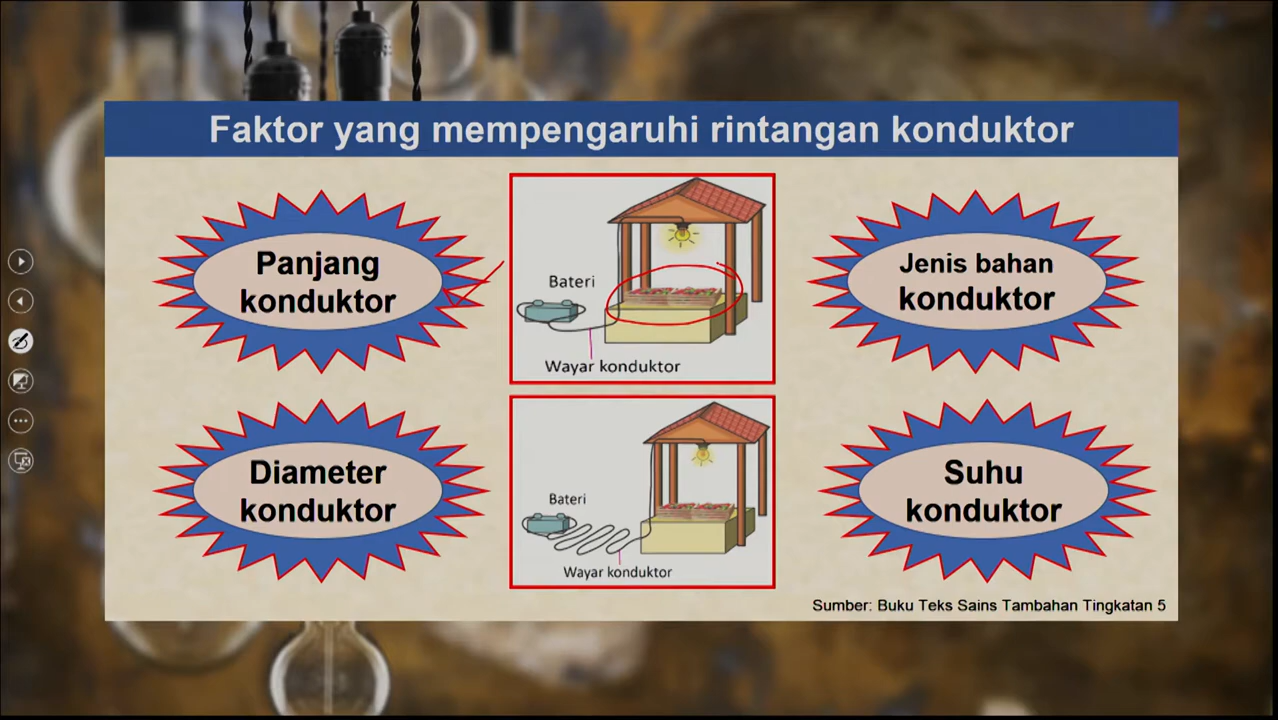 Faktor yang mempengaruhi rintangan konduktor
Panjang
konduktor
Bateri
Wayar konduktor
Jenis bahan
konduktor
Diameter
konduktor
Bateri
Wayar konduktor
Suhu
konduktor
Sumber: Buku Teks Sains Tambahan Tingkatan 5